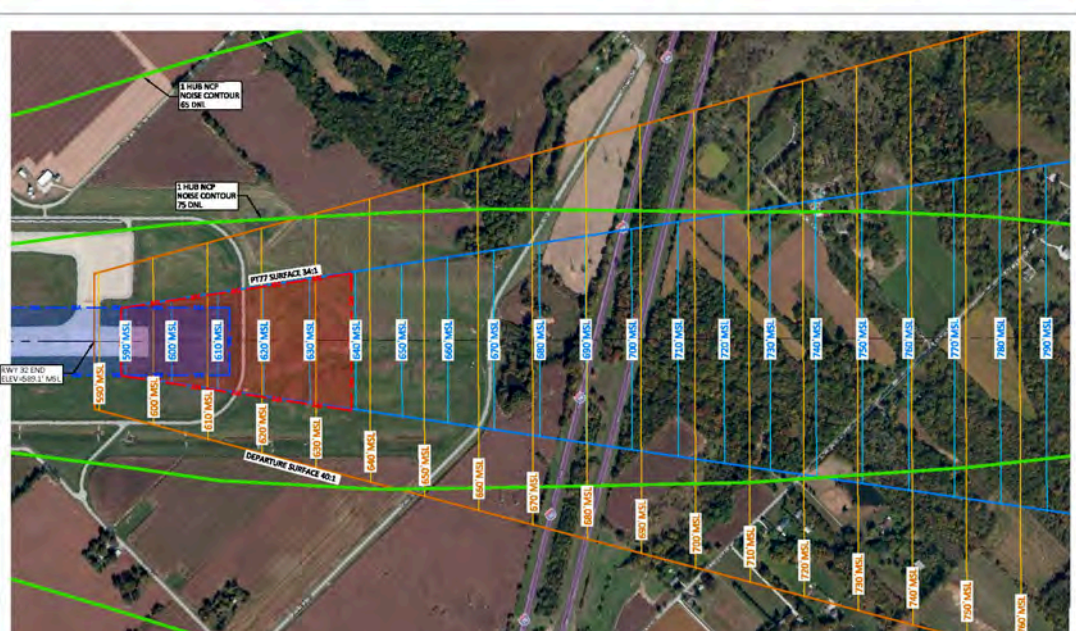 1 HUB NCP
NOISE CONTOUR
65 DNL
1 HUB NCP
NOISE CONTOUR
75 DNL
PT77 SURFACE 34:1
590' MSL
600' MSL
610' MSL
620' MSL
630' MSL
640' MSL
650' MSL
660' MSL
670' MSL
680' MSL
690' MSL
700' MSL
710' MSL
720' MSL
730' MSL
740' MSL
750' MSL
760' MSL
770' MSL
780' MSL
790' MSL
RWY 32 END
ELEV=589.1' MSL
590' MSL
600' MSL
610' MSL
620' MSL
630' MSL
640' MSL
650' MSL
660' MSL
670' MSL
680' MSL
690' MSL
700' MSL
710' MSL
720' MSL
730' MSL
740' MSL
750' MSL
760' MSL
DEPARTURE SURFACE 40:1